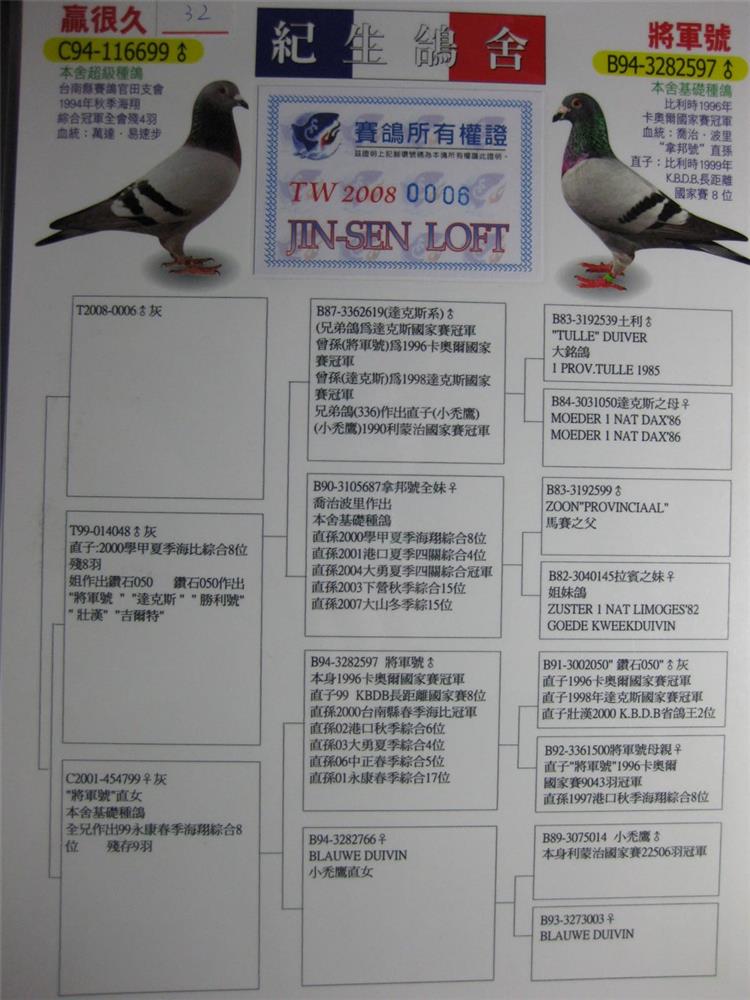 贏很久
32
C94-116699♂
本舍超級種鴿
台南縣賽鴿官田支會
1994年秋季海翔
綜合冠軍全會殘4羽
血統：萬達·易速步
紀生鴿舍
賽鴿所有權證
茲證明上記腳環號碼為本鴿所有權讓此證明。
TW 2008 0006
JIN-SEN LOFT
將軍號
B94-3282597♂
本舍基礎種鴿
比利時1996年
卡奧爾國家賽冠軍
血統：喬治·波里
"拿邦號"直孫
直子：比利時1999年
K.B.D.B.長距離
國家賽 8 位
T2008-0006♂灰
T99-014048♂灰
直子:2000學甲夏季海比綜合8位
殘8羽
姐作出鑽石050 鑽石050作出
"將軍號 " "達克斯 " " 勝利號"
" 壯漢" "吉爾特"
C2001-454799♀灰
"將軍號"直女
本舍基礎種鴿
全兄作出99永康春季海翔綜合8
位 殘存9羽
B87-3362619(達克斯系)♂
(兄弟鴿爲達克斯國家賽冠軍
曾孫(將軍號)爲1996卡奧爾國家
賽冠軍
曾孫(達克斯)爲1998達克斯國家
賽冠軍
兄弟鴿(336)作出直子(小禿鷹)
(小禿鷹)1990利蒙治國家賽冠軍
B90-3105687拿邦號全妹♀
喬治波里作出
本舍基礎種鴿
直孫2000學甲夏季海翔綜合8位
直孫2001港口夏季四關綜合4位
直孫2004大勇夏季四關綜合冠軍
直孫2003下營秋季綜合15位
直孫2007大山冬季綜15位
B94-3282597 將軍號♂
本身1996卡奧爾國家賽冠軍
直子99 KBDB長距離國家賽8位
直孫2000台南縣春季海比冠軍
直孫02港口秋季綜合6位
直孫03大勇夏季綜合4位
直孫06中正春季綜合5位
直孫01永康春季綜合17位
B94-3282766♀
BLAUWE DUIVIN
小禿鷹直女
B83-3192539土利♂
"TULLE" DUIVER
大銘鴿
1 PROV.TULLE 1985
B84-3031050達克斯之母♀
MOEDER 1 NAT DAX'86
MOEDER 1 NAT DAX'86
B83-3192599♂
ZOON"PROVINCIAAL"
馬賽之父
B82-3040145拉賓之妹♀
姐妹鴿
ZUSTER 1 NAT LIMOGES'82
GOEDE KWEEKDUIVIN
B91-3002050" 鑽石050"♂灰
直子1996卡奧爾國家賽冠軍
直子1998年達克斯國家賽冠軍
直子壯漢2000 K.B.D.B省鴿王2位
B92-3361500將軍號母親♀
直子"將軍號"1996卡奧爾
國家賽9043羽冠軍
直孫1997港口秋季海翔綜合8位
B89-3075014 小禿鷹♂
本身利蒙治國家賽22506羽冠軍
B93-3273003♀
BLAUWE DUIVIN